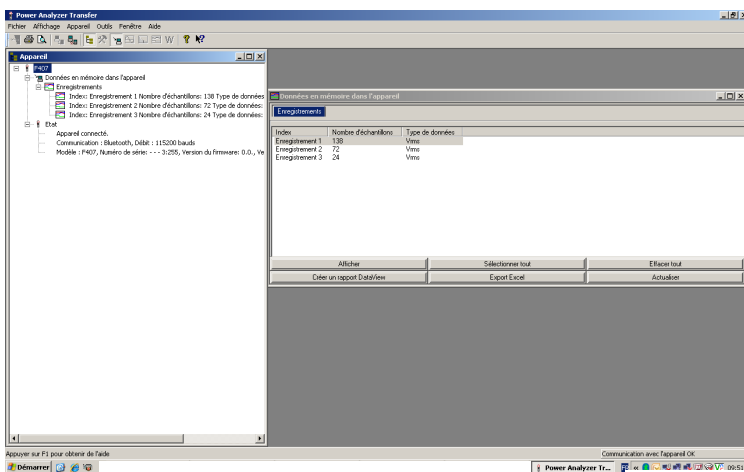 Power Analyzer Transfer
Fichier Affichage Appareil Outils Fenêtre Aide
Appareil
F407
Données en mémoire dans l'appareil
Enregistrements
Index: Enregistrement 1 Nombre d'échantillons: 138 Type de données
Index: Enregistrement 2 Nombre d'échantillons: 72 Type de données:
Index: Enregistrement 3 Nombre d'échantillons: 24 Type de données:
Etat
Appareil connecté.
Communication : Bluetooth, Débit : 115200 bauds
Modèle : F407, Numéro de série: - - - 3:255, Version du firmware: 0.0., Ve
Données en mémoire dans l'appareil
Enregistrements
Index Nombre d'échantillons Type de données
Enregistrement 1 138 Vrms
Enregistrement 2 72 Vrms
Enregistrement 3 24 Vrms
Afficher Sélectionner tout Effacer tout
Créer un rapport DataView Export Excel Actualiser
Appuyer sur F1 pour obtenir de l'aide Communication avec l'appareil OK
Démarrer Power Analyzer Tr... FR « 09:51